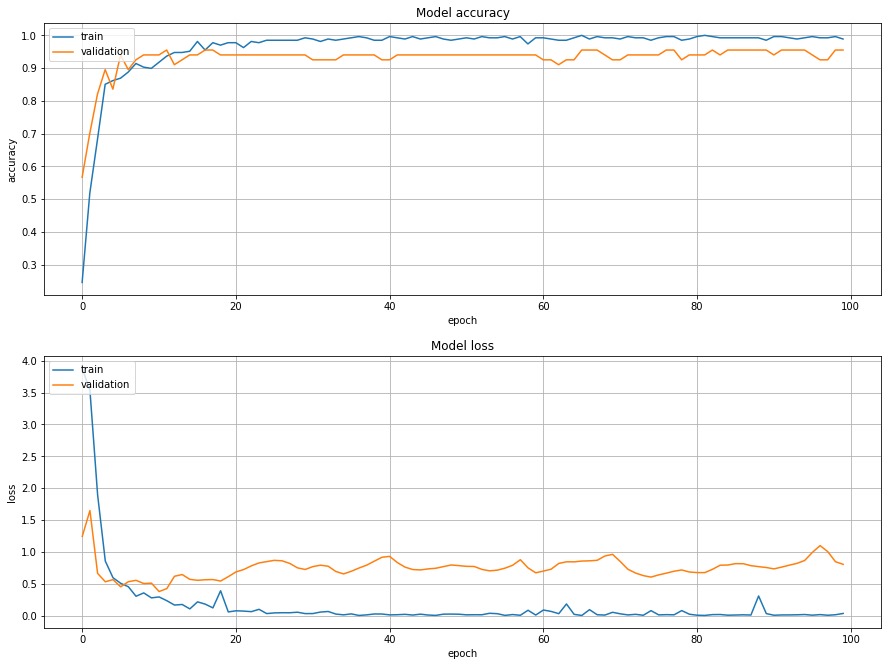 Model accuracy
train
validation
1.0
0.9
0.8
0.7
0.6
0.5
0.4
0.3
accuracy
0 20 40 60 80 100
epoch
Model loss
train
validation
4.0
3.5
3.0
2.5
2.0
1.5
1.0
0.5
0.0
loss
0 20 40 60 80 100
epoch